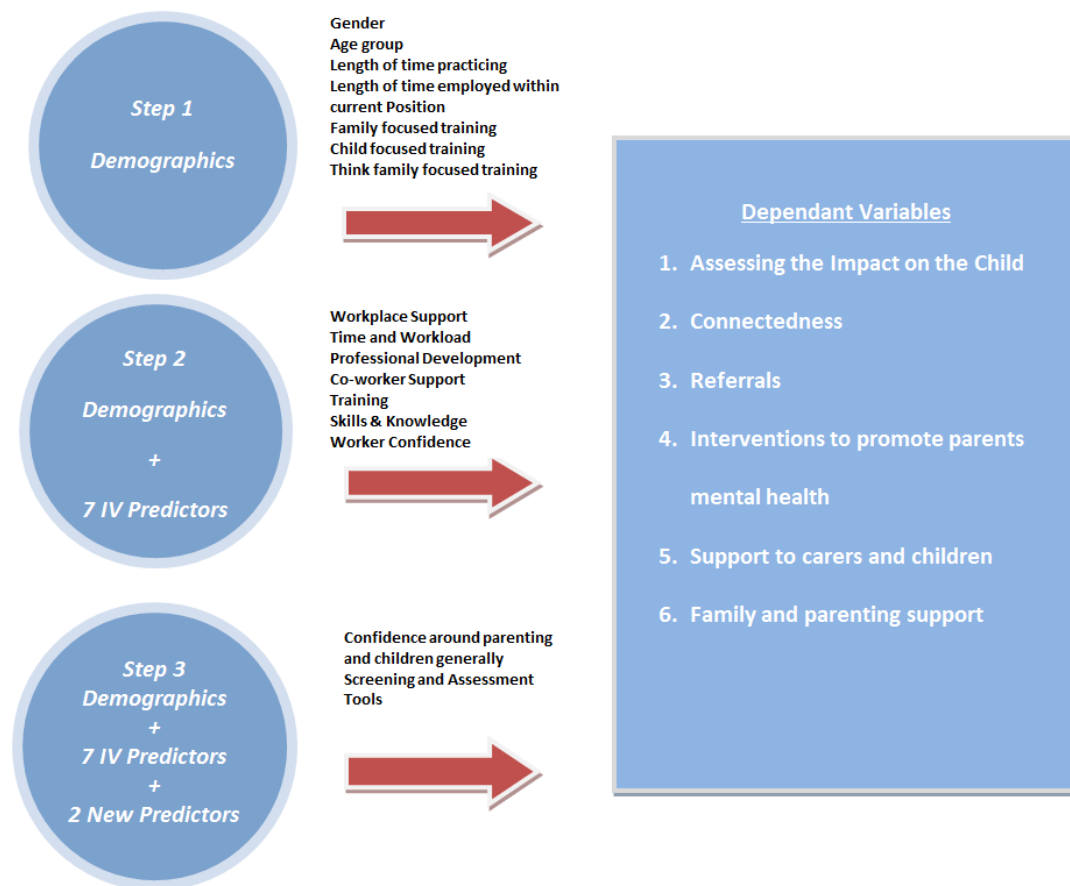 Step 1
Demographics
Gender
Age group
Length of time practicing
Length of time employed within
current Position
Family focused training
Child focused training
Think family focused training
Step 2
Demographics
+
7 IV Predictors
Workplace Support
Time and Workload
Professional Development
Co-worker Support
Training
Skills & Knowledge
Worker Confidence
Step 3
Demographics
+
7 IV Predictors
+
2 New Predictors
Confidence around parenting
and children generally
Screening and Assessment
Tools
Dependant Variables
1. Assessing the Impact on the Child
2. Connectedness
3. Referrals
4. Interventions to promote parents
mental health
5. Support to carers and children
6. Family and parenting support